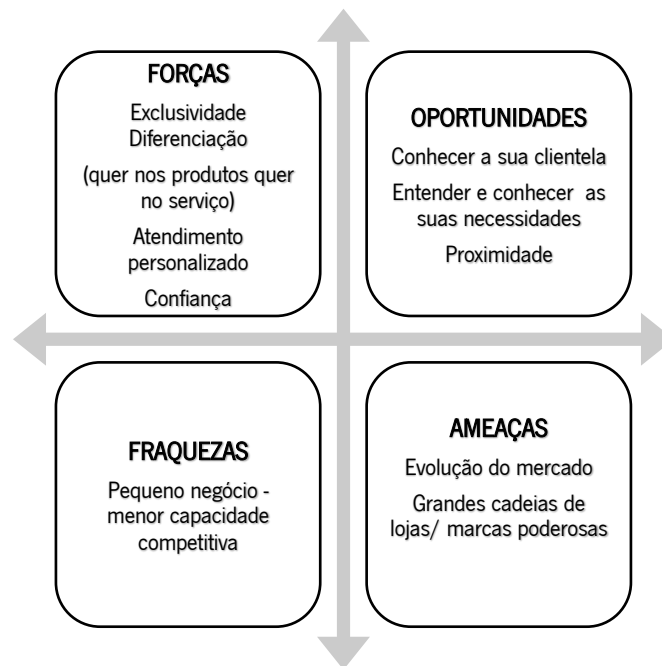 FORÇAS
Exclusividade
Diferenciação
(quer nos produtos quer
no serviço)
Atendimento
personalizado
Confiança
OPORTUNIDADES
Conhecer a sua clientela
Entender e conhecer as
suas necessidades
Proximidade
FRAQUEZAS
Pequeno negócio -
menor capacidade
competitiva
AMEAÇAS
Evolução do mercado
Grandes cadeias de
lojas/ marcas poderosas